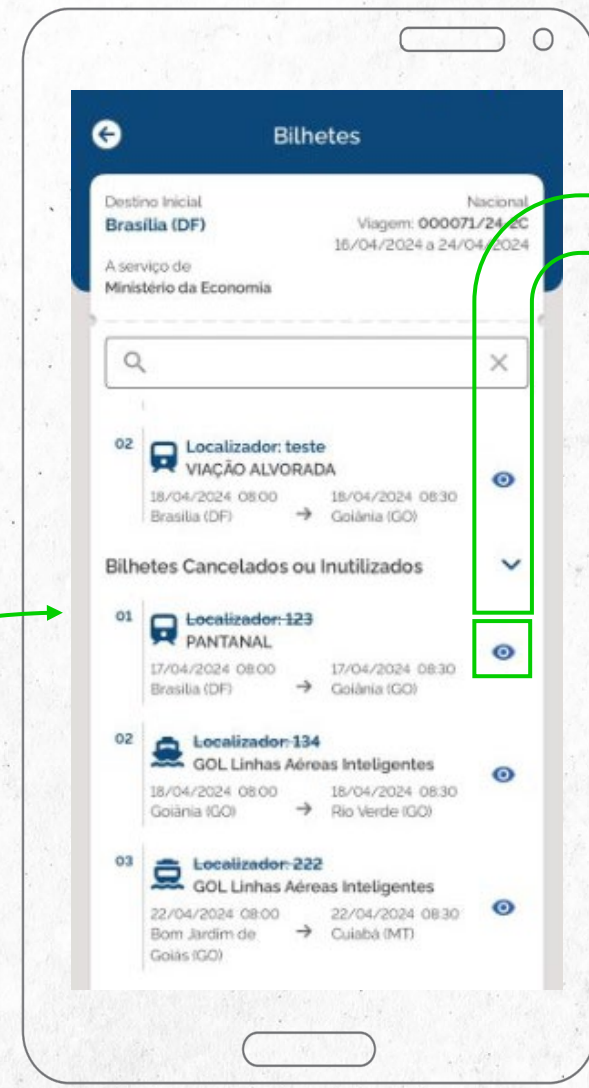 Bilhetes
Destino Inicial
Nacional
Brasília (DF)
Viagem: 000071/24-2C
16/04/2024 a 24/04/2024
A serviço de
Ministério da Economia
02
Localizador: teste
VIAÇÃO ALVORADA
18/04/2024 08:00
18/04/2024 08:30
Brasília (DF)
→ Goiânia (GO)
Bilhetes Cancelados ou Inutilizados
01
Localizador: 123
PANTANAL
17/04/2024 08:00
17/04/2024 08:30
Brasília (DF)
→ Goiânia (GO)
02
Localizador: 134
GOL Linhas Aéreas Inteligentes
18/04/2024 08:00
18/04/2024 08:30
Goiânia (GO)
→ Rio Verde (GO)
03
Localizador: 222
GOL Linhas Aéreas Inteligentes
22/04/2024 08:00
22/04/2024 08:30
Bom Jardim de
→ Cuiabá (MT)
Goiás (GO)